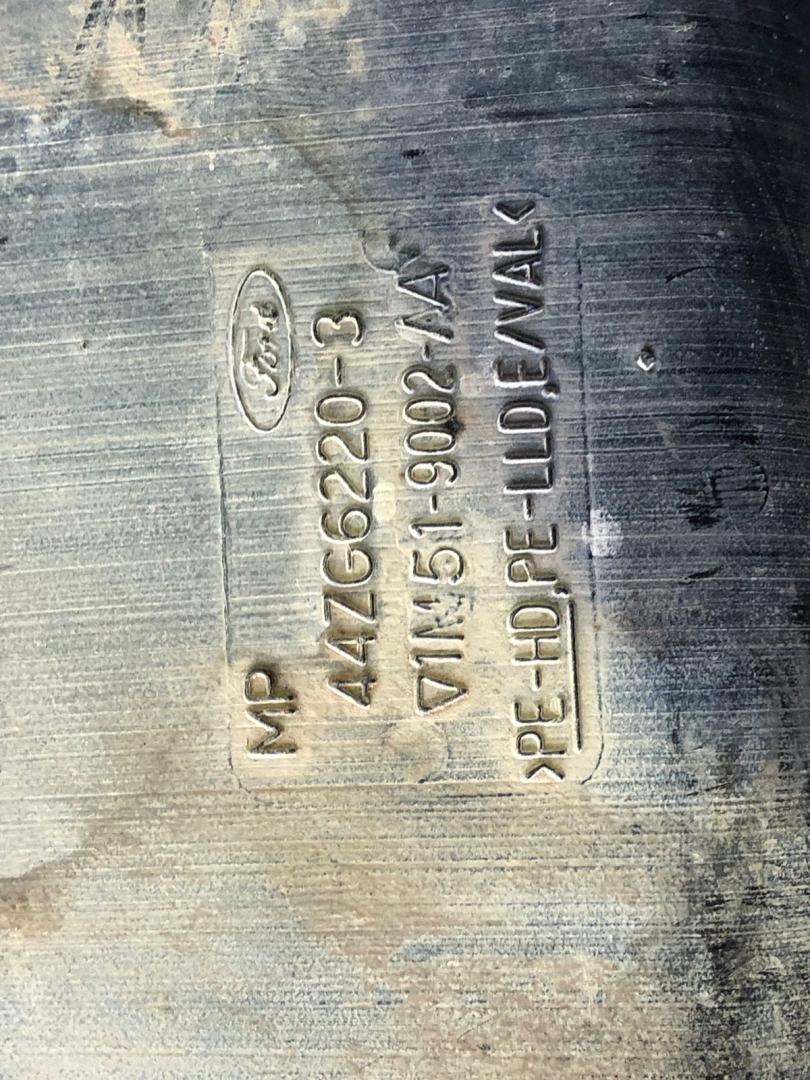 MP Ford
44ZG6220-3
▽1M51-9002-AA
>PE-HD,PE-LLD,E/VAL<